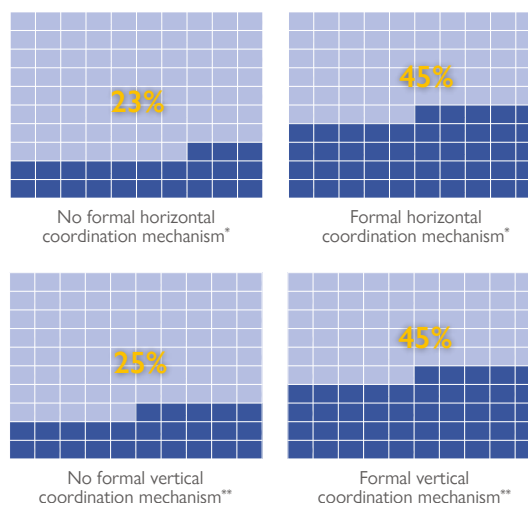 23%
45%
No formal horizontal
coordination mechanism*
Formal horizontal
coordination mechanism*
25%
45%
No formal vertical
coordination mechanism**
Formal vertical
coordination mechanism**